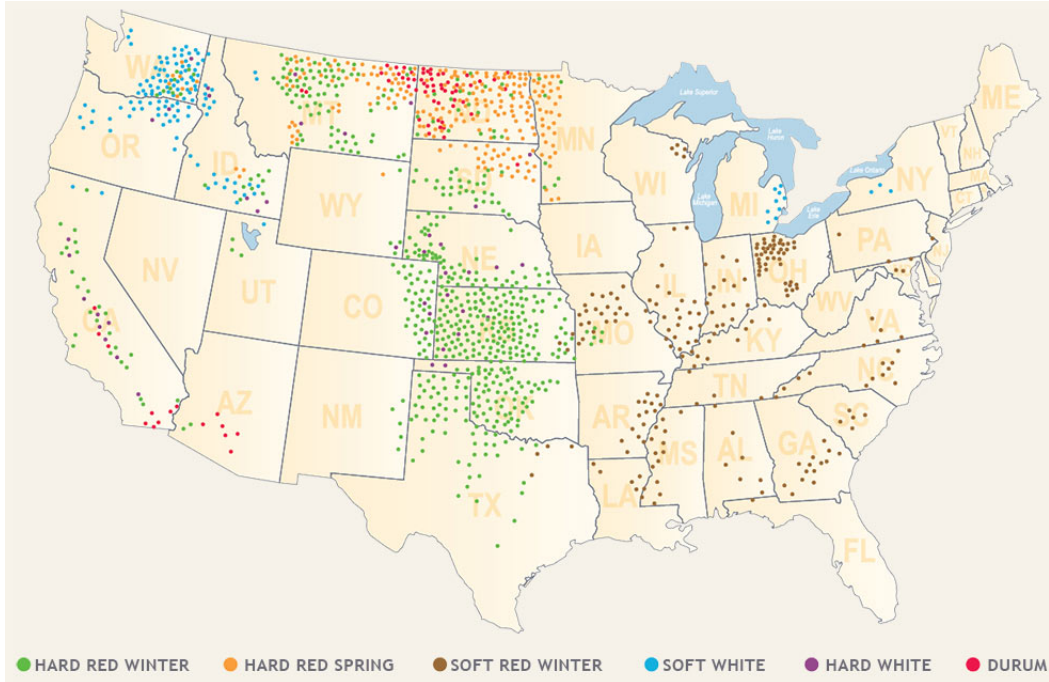 WA
MT
ND
MN
ME
VT
NH
MA
CT
OR
ID
SD
WI
MI
NY
WY
IA
NE
PA
NJ
NV
UT
CO
IL
IN
OH
WV
CA
KS
MO
KY
VA
AZ
NM
OK
AR
TN
NC
SC
TX
LA
MS
AL
GA
FL
Lake Superior
Lake Michigan
Lake Huron
Lake Erie
Lake Ontario
HARD RED WINTER HARD RED SPRING SOFT RED WINTER SOFT WHITE HARD WHITE DURUM